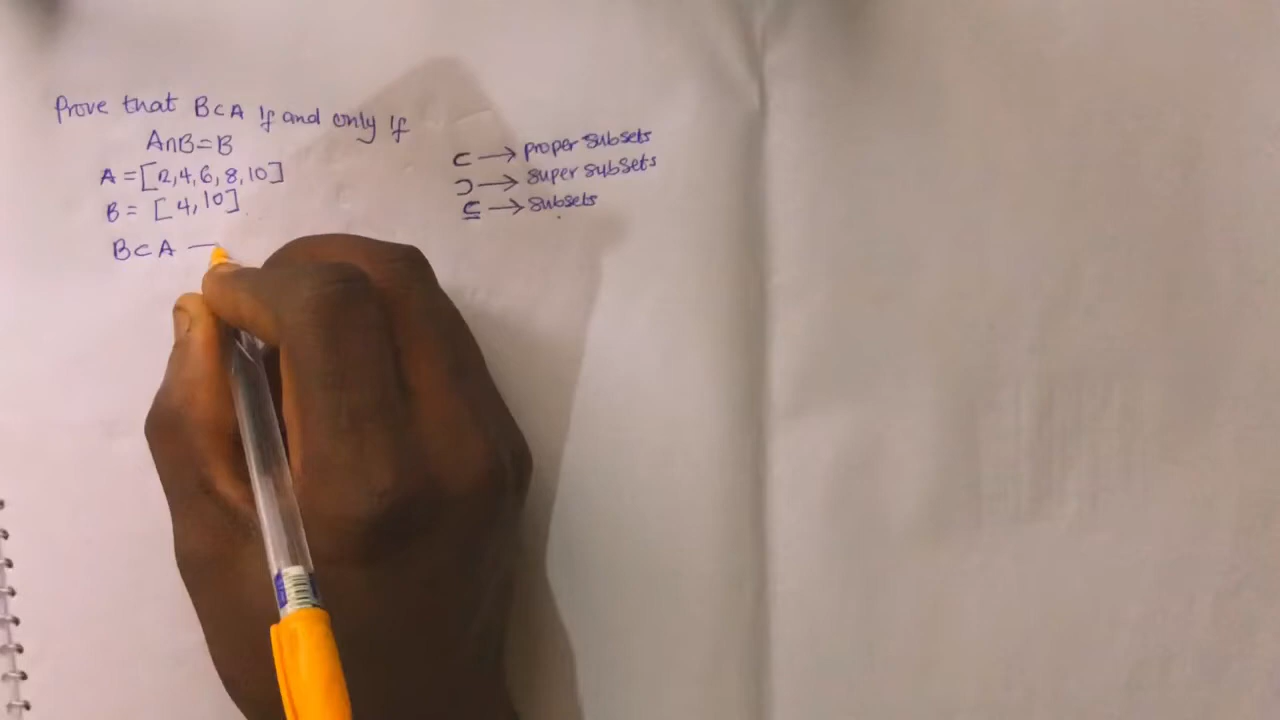 Prove that B⊂A If and only If
A∩B=B
A = [2,4,6,8,10]
B = [4,10]
B⊂A —
⊂ → proper subsets
⊃ → super subsets
⊆ → subsets